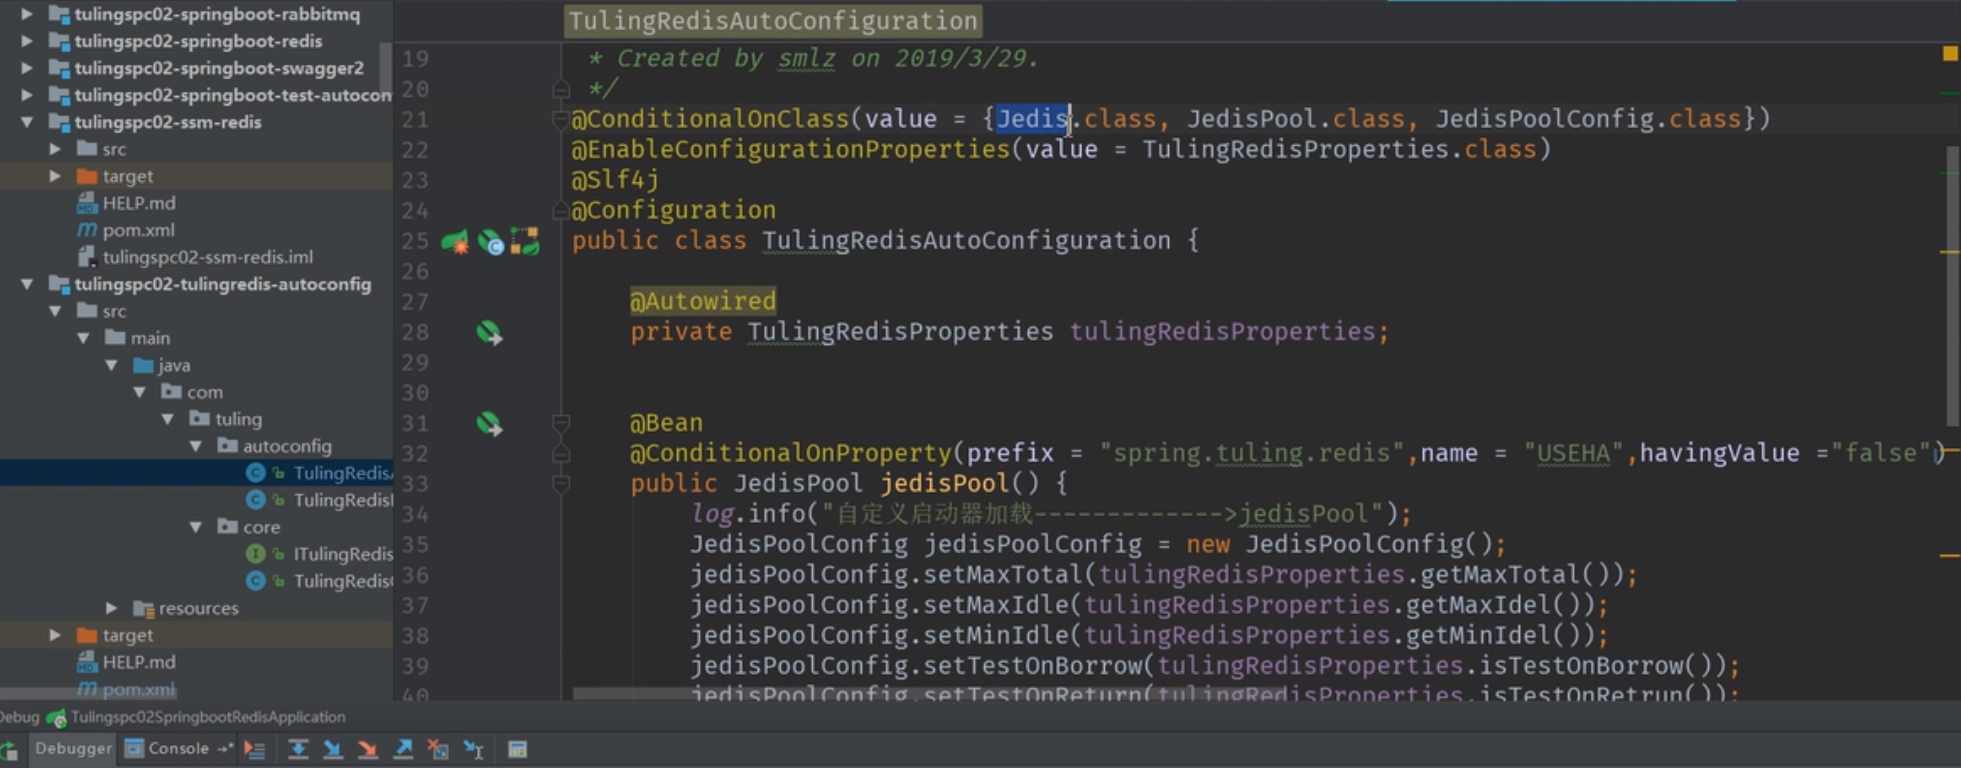 tulingspc02-springboot-rabbitmq
tulingspc02-springboot-redis
tulingspc02-springboot-swagger2
tulingspc02-springboot-test-autocon
tulingspc02-ssm-redis
src
target
HELP.md
pom.xml
tulingspc02-ssm-redis.iml
tulingspc02-tulingredis-autoconfig
src
main
java
com
tuling
autoconfig
TulingRedisA
TulingRedisI
core
ITulingRedis
TulingRedis
resources
target
HELP.md
pom.xml
TulingRedisAutoConfiguration
19 * Created by smlz on 2019/3/29.
20 */
21 @ConditionalOnClass(value = {Jedis.class, JedisPool.class, JedisPoolConfig.class})
22 @EnableConfigurationProperties(value = TulingRedisProperties.class)
23 @Slf4j
24 @Configuration
25 public class TulingRedisAutoConfiguration {
26
27 @Autowired
28 private TulingRedisProperties tulingRedisProperties;
29
30
31 @Bean
32 @ConditionalOnProperty(prefix = "spring.tuling.redis",name = "USEHA",havingValue ="false")
33 public JedisPool jedisPool() {
34 log.info("自定义启动器加载------------->jedisPool");
35 JedisPoolConfig jedisPoolConfig = new JedisPoolConfig();
36 jedisPoolConfig.setMaxTotal(tulingRedisProperties.getMaxTotal());
37 jedisPoolConfig.setMaxIdle(tulingRedisProperties.getMaxIdel());
38 jedisPoolConfig.setMinIdle(tulingRedisProperties.getMinIdel());
39 jedisPoolConfig.setTestOnBorrow(tulingRedisProperties.isTestOnBorrow());
40 jedisPoolConfig.setTestOnReturn(tulingRedisProperties.isTestOnRetrun());
Debug Tulingspc02SpringbootRedisApplication
Debugger Console